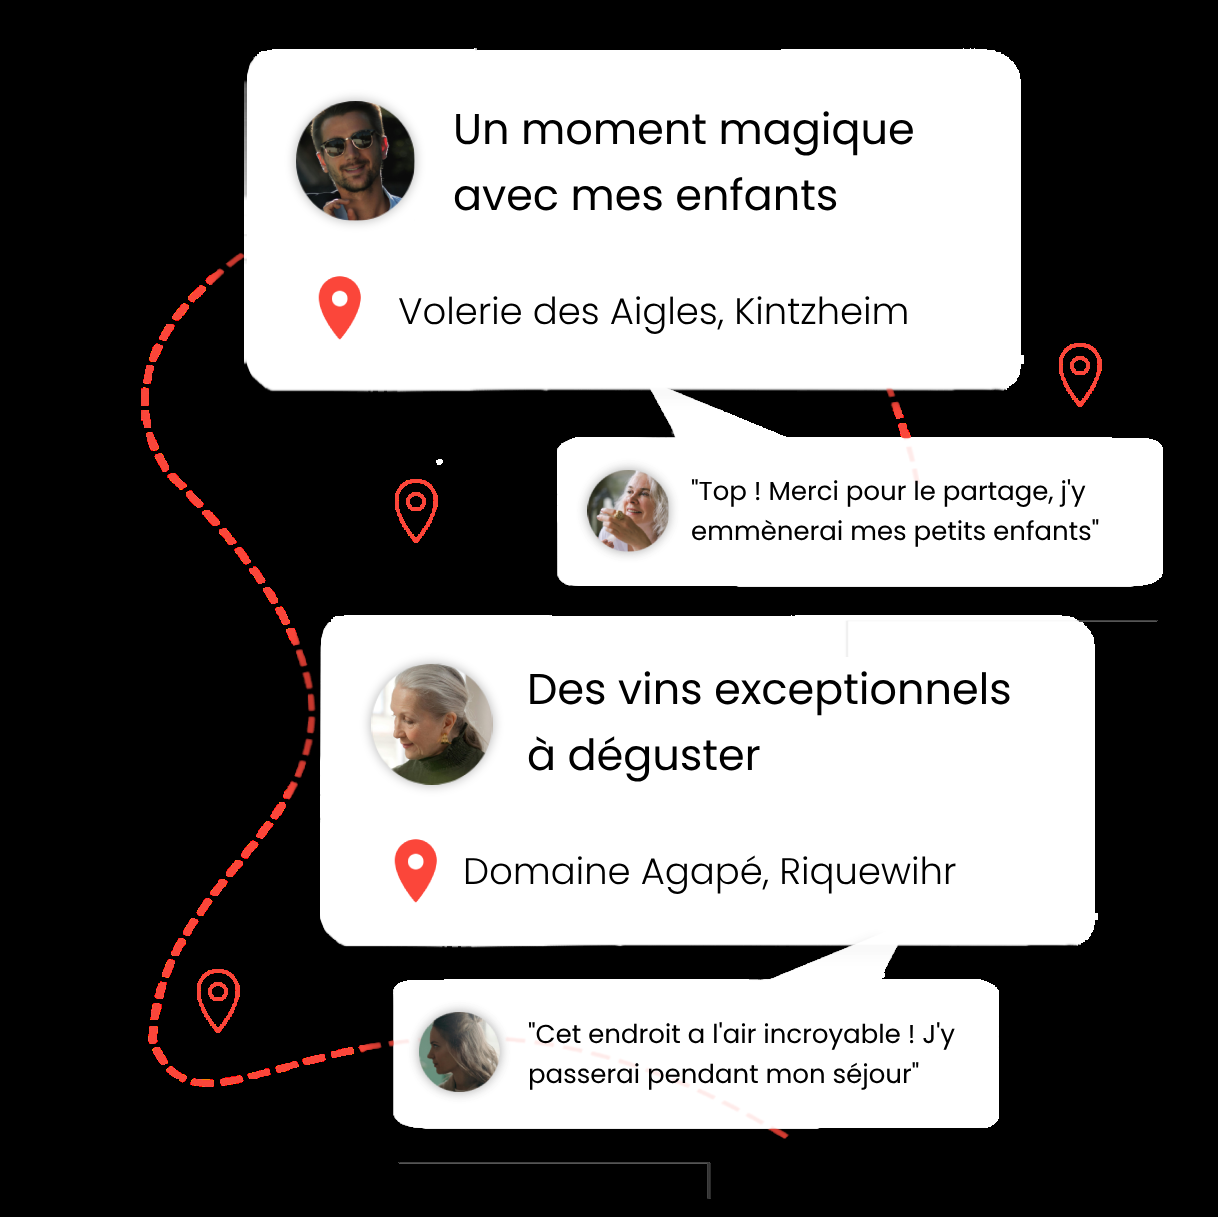 Un moment magique
avec mes enfants
Volerie des Aigles, Kintzheim
"Top ! Merci pour le partage, j'y
emmènerai mes petits enfants"
Des vins exceptionnels
à déguster
Domaine Agapé, Riquewihr
"Cet endroit a l'air incroyable ! J'y
passerai pendant mon séjour"